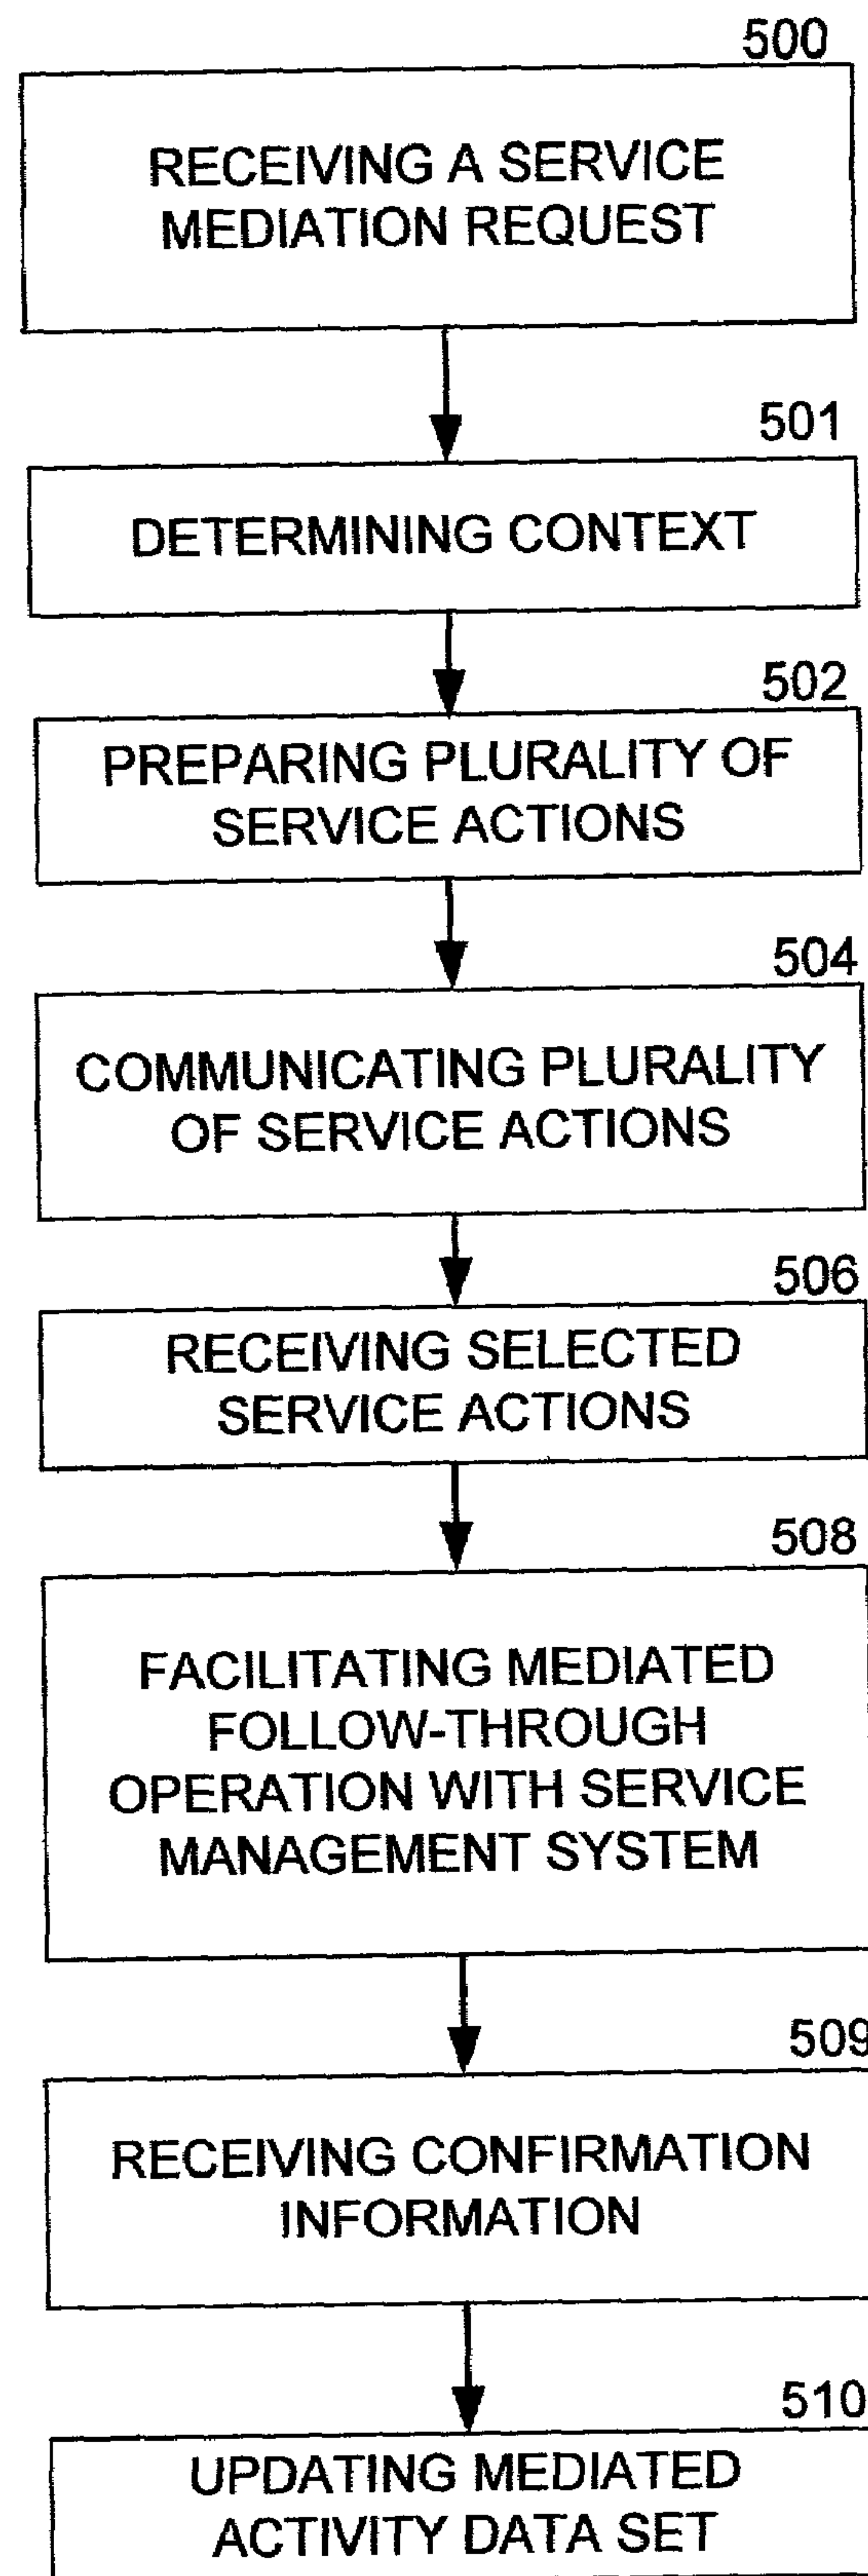 500
RECEIVING A SERVICE
MEDIATION REQUEST
501
DETERMINING CONTEXT
502
PREPARING PLURALITY OF
SERVICE ACTIONS
504
COMMUNICATING PLURALITY
OF SERVICE ACTIONS
506
RECEIVING SELECTED
SERVICE ACTIONS
508
FACILITATING MEDIATED
FOLLOW-THROUGH
OPERATION WITH SERVICE
MANAGEMENT SYSTEM
509
RECEIVING CONFIRMATION
INFORMATION
510
UPDATING MEDIATED
ACTIVITY DATA SET